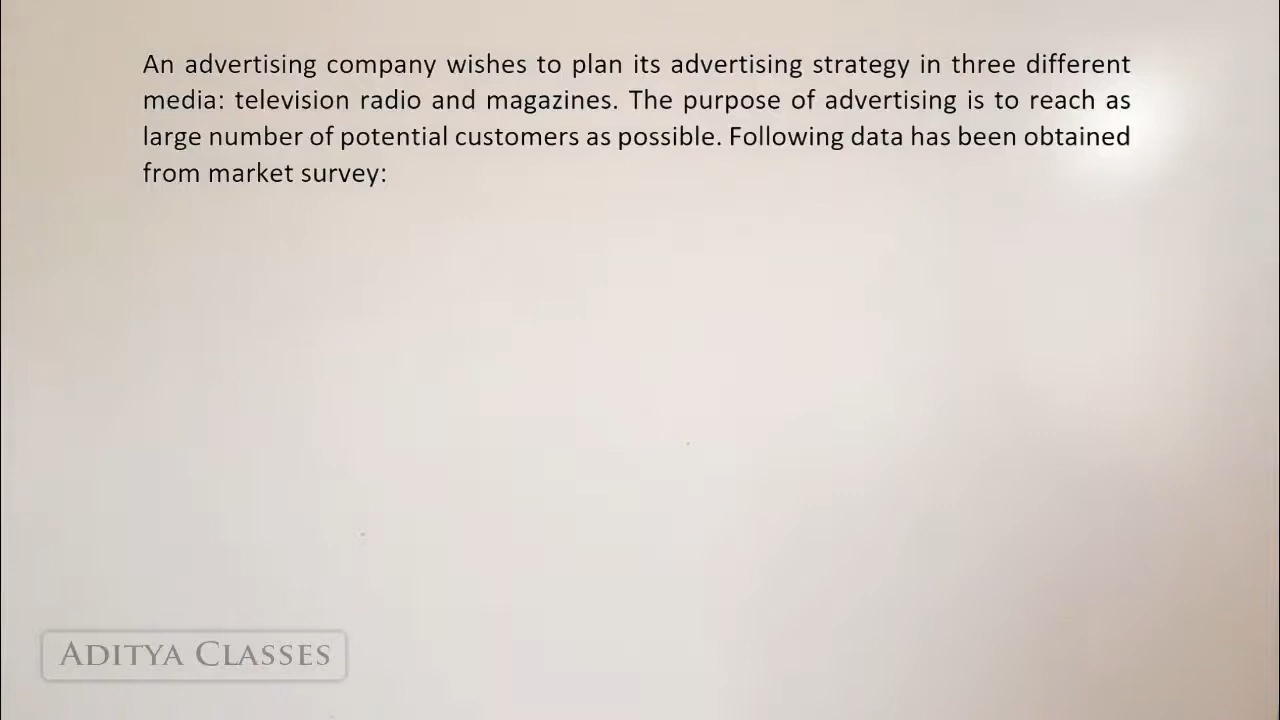 An advertising company wishes to plan its advertising strategy in three different
media: television radio and magazines. The purpose of advertising is to reach as
large number of potential customers as possible. Following data has been obtained
from market survey:
ADITYA CLASSES